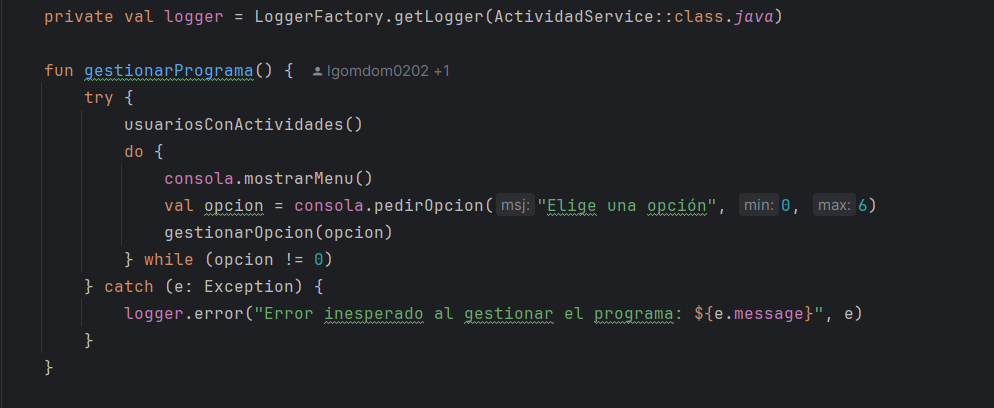 private val logger = LoggerFactory.getLogger(ActividadService::class.java)
fun gestionarPrograma() { lgomdom0202 +1
try {
usuariosConActividades()
do {
consola.mostrarMenu()
val opcion = consola.pedirOpcion( msj: "Elige una opción", min: 0, max: 6)
gestionarOpcion(opcion)
} while (opcion != 0)
} catch (e: Exception) {
logger.error("Error inesperado al gestionar el programa: ${e.message}", e)
}
}